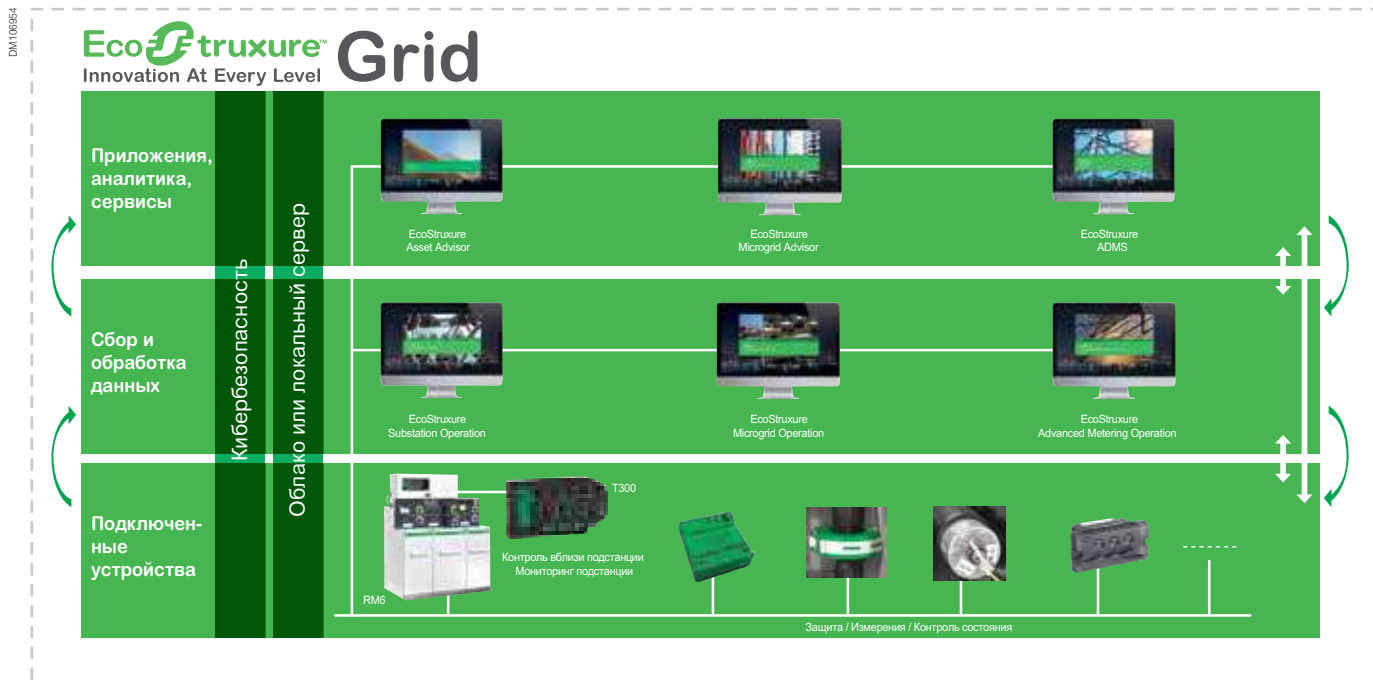 DM106954
EcoStruxure™ Grid
Innovation At Every Level
Приложения,
аналитика,
сервисы
Кибербезопасность
Облако или локальный сервер
EcoStruxure
Asset Advisor
EcoStruxure
Microgrid Advisor
EcoStruxure
ADMS
Сбор и
обработка
данных
EcoStruxure
Substation Operation
EcoStruxure
Microgrid Operation
EcoStruxure
Advanced Metering Operation
Подключен-
ные
устройства
T300
Контроль вблизи подстанции
Мониторинг подстанции
RM6
Защита / Измерения / Контроль состояния